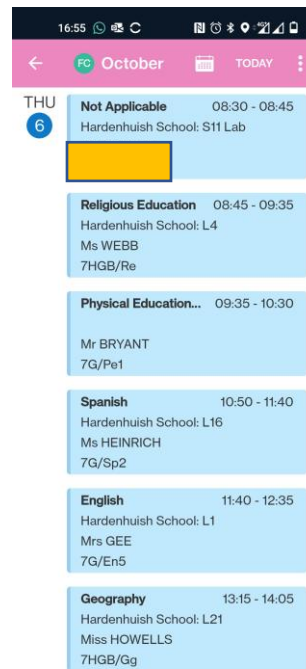 16:55
FC October TODAY
THU
6
Not Applicable 08:30 - 08:45
Hardenhuish School: S11 Lab
Religious Education 08:45 - 09:35
Hardenhuish School: L4
Ms WEBB
7HGB/Re
Physical Education... 09:35 - 10:30
Mr BRYANT
7G/Pe1
Spanish 10:50 - 11:40
Hardenhuish School: L16
Ms HEINRICH
7G/Sp2
English 11:40 - 12:35
Hardenhuish School: L1
Mrs GEE
7G/En5
Geography 13:15 - 14:05
Hardenhuish School: L21
Miss HOWELLS
7HGB/Gg